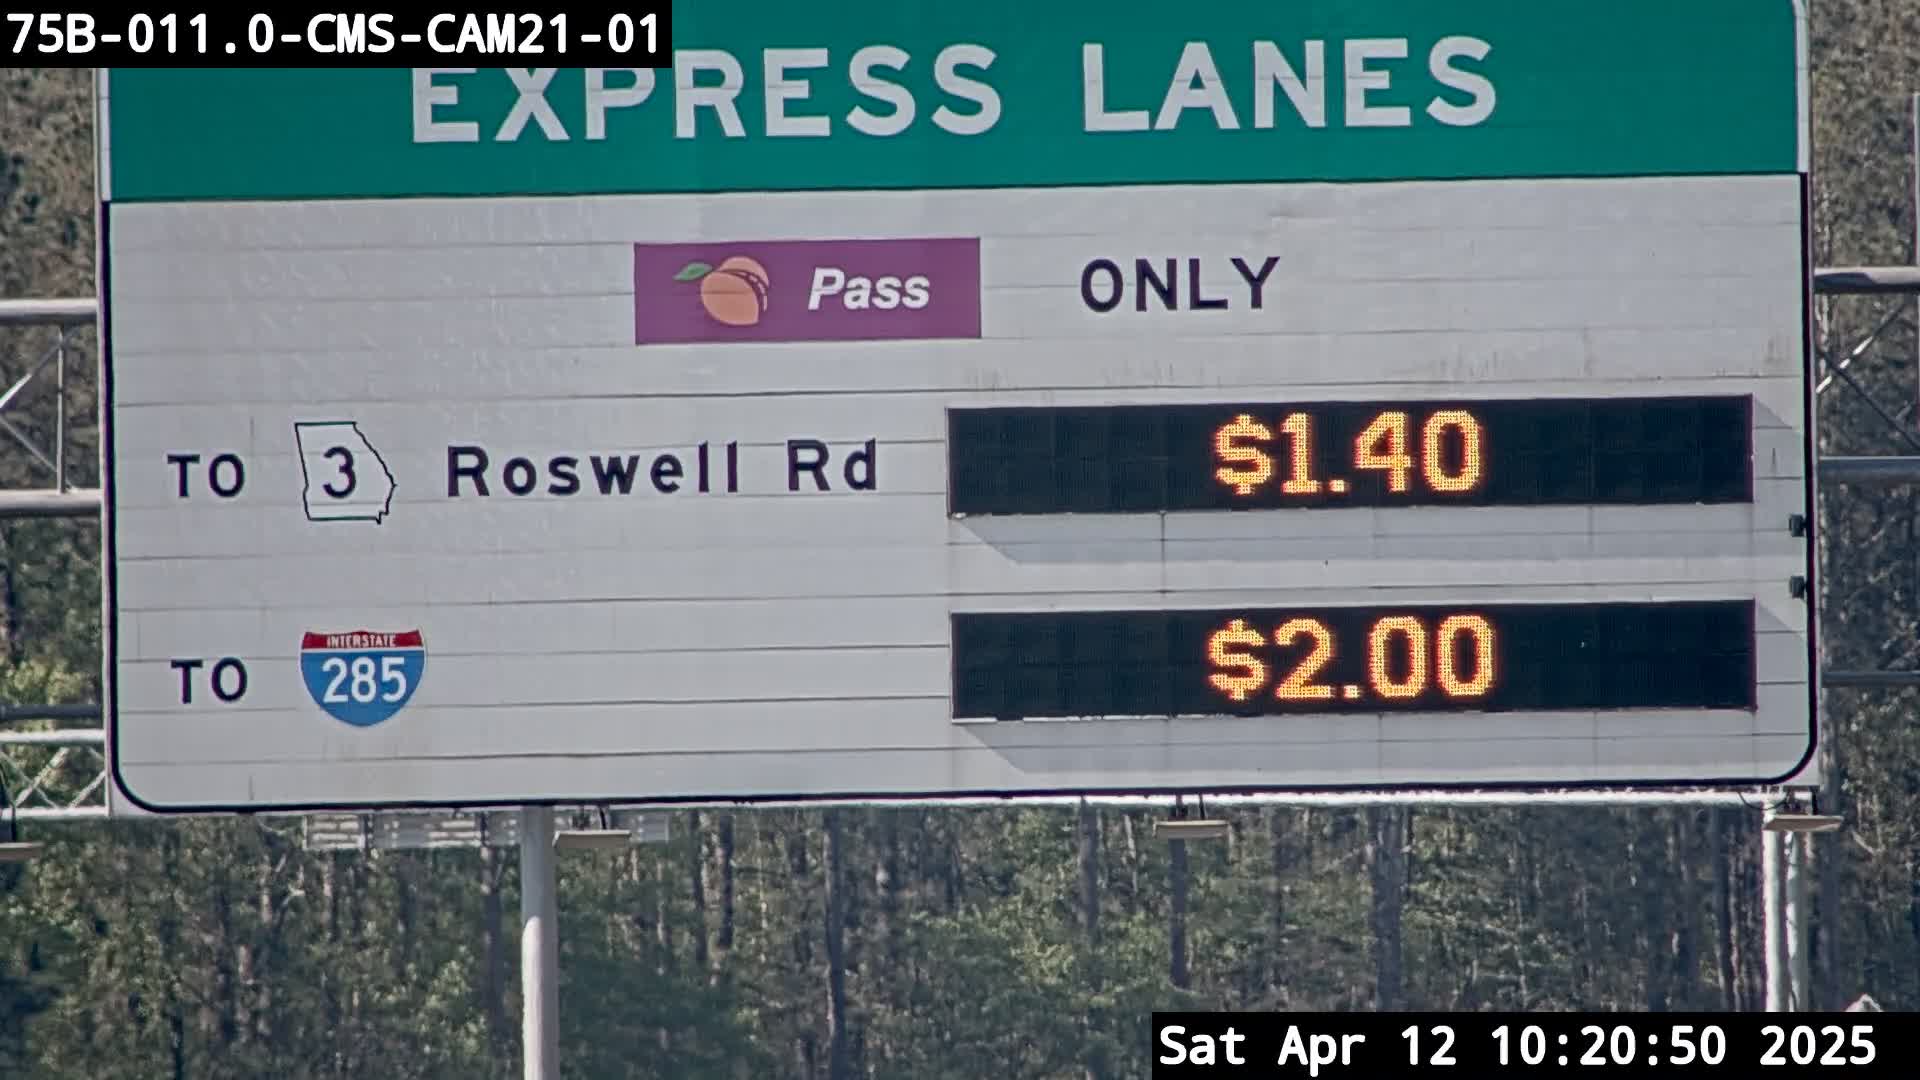 75B-011.0-CMS-CAM21-01
EXPRESS LANES
Pass ONLY
TO 3 Roswell Rd $1.40
TO INTERSTATE 285 $2.00
Sat Apr 12 10:20:50 2025